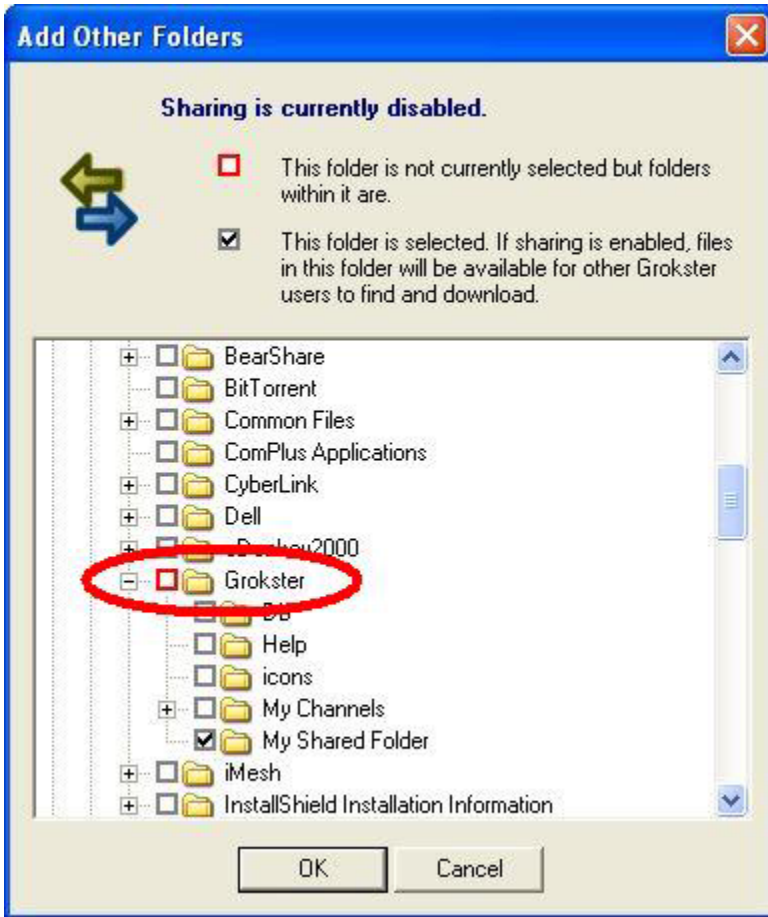 Add Other Folders
Sharing is currently disabled.
This folder is not currently selected but folders
within it are.
This folder is selected. If sharing is enabled, files
in this folder will be available for other Grokster
users to find and download.
BearShare
BitTorrent
Common Files
ComPlus Applications
CyberLink
Dell
eDonkey2000
Grokster
Db
Help
icons
My Channels
My Shared Folder
iMesh
InstallShield Installation Information
OK
Cancel